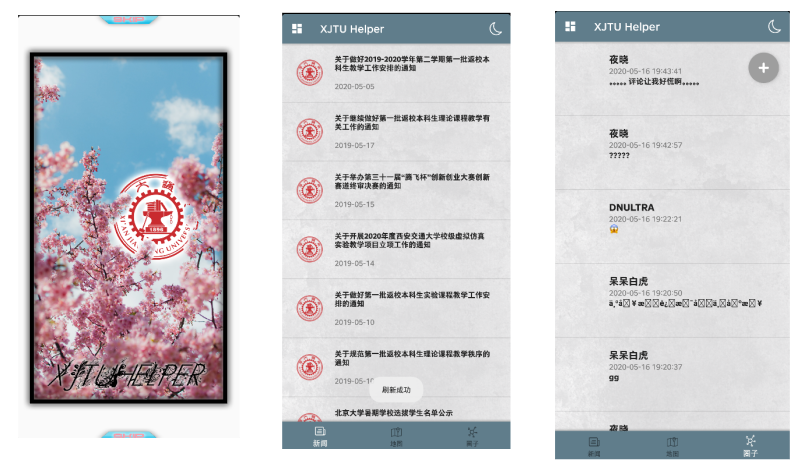 XI'AN JIAOTONG UNIVERSITY
1896
XJTU HELPER
XJTU Helper
关于做好2019-2020学年第二学期第一批返校本
科生教学工作安排的通知
2020-05-05
关于继续做好第一批返校本科生理论课程教学有
关工作的通知
2019-05-17
关于举办第三十一届“腾飞杯”创新创业大赛创新
赛道终审决赛的通知
2019-05-15
关于开展2020年度西安交通大学校级虚拟仿真
实验教学项目立项工作的通知
2019-05-14
关于做好第一批返校本科生实验课程教学工作安
排的通知
2019-05-10
关于规范第一批返校本科生理论课程教学秩序的
通知
2019-05-1
刷新成功
北京大学暑期学校选拔学生名单公示
新闻
地图
圈子
XJTU Helper
夜晓
2020-05-16 19:43:41
。。。。。评论让我好慌啊。。。。。
+
夜晓
2020-05-16 19:42:57
?????
DNULTRA
2020-05-16 19:22:21
😱
呆呆白虎
2020-05-16 19:20:50
呆呆白虎
2020-05-16 19:20:37
gg
夜晓
新闻
地图
圈子